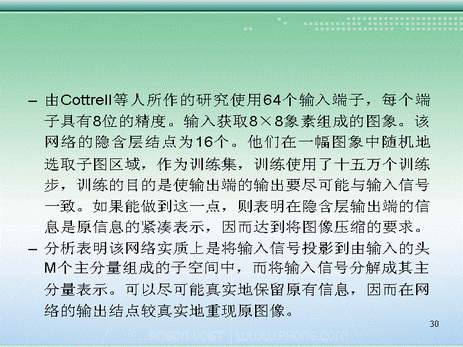 – 由Cottrell等人所作的研究使用64个输入端子，每个端
子具有8位的精度。输入获取8×8象素组成的图象。该
网络的隐含层结点为16个。他们在一幅图象中随机地
选取子图区域，作为训练集，训练使用了十五万个训练
步，训练的目的是使输出端的输出要尽可能与输入信号
一致。如果能做到这一点，则表明在隐含层输出端的信
息是原信息的紧凑表示，因而达到将图像压缩的要求。
– 分析表明该网络实质上是将输入信号投影到由输入的头
M个主分量组成的子空间中，而将输入信号分解成其主
分量表示。可以尽可能真实地保留原有信息，因而在网
络的输出结点较真实地重现原图像。
30